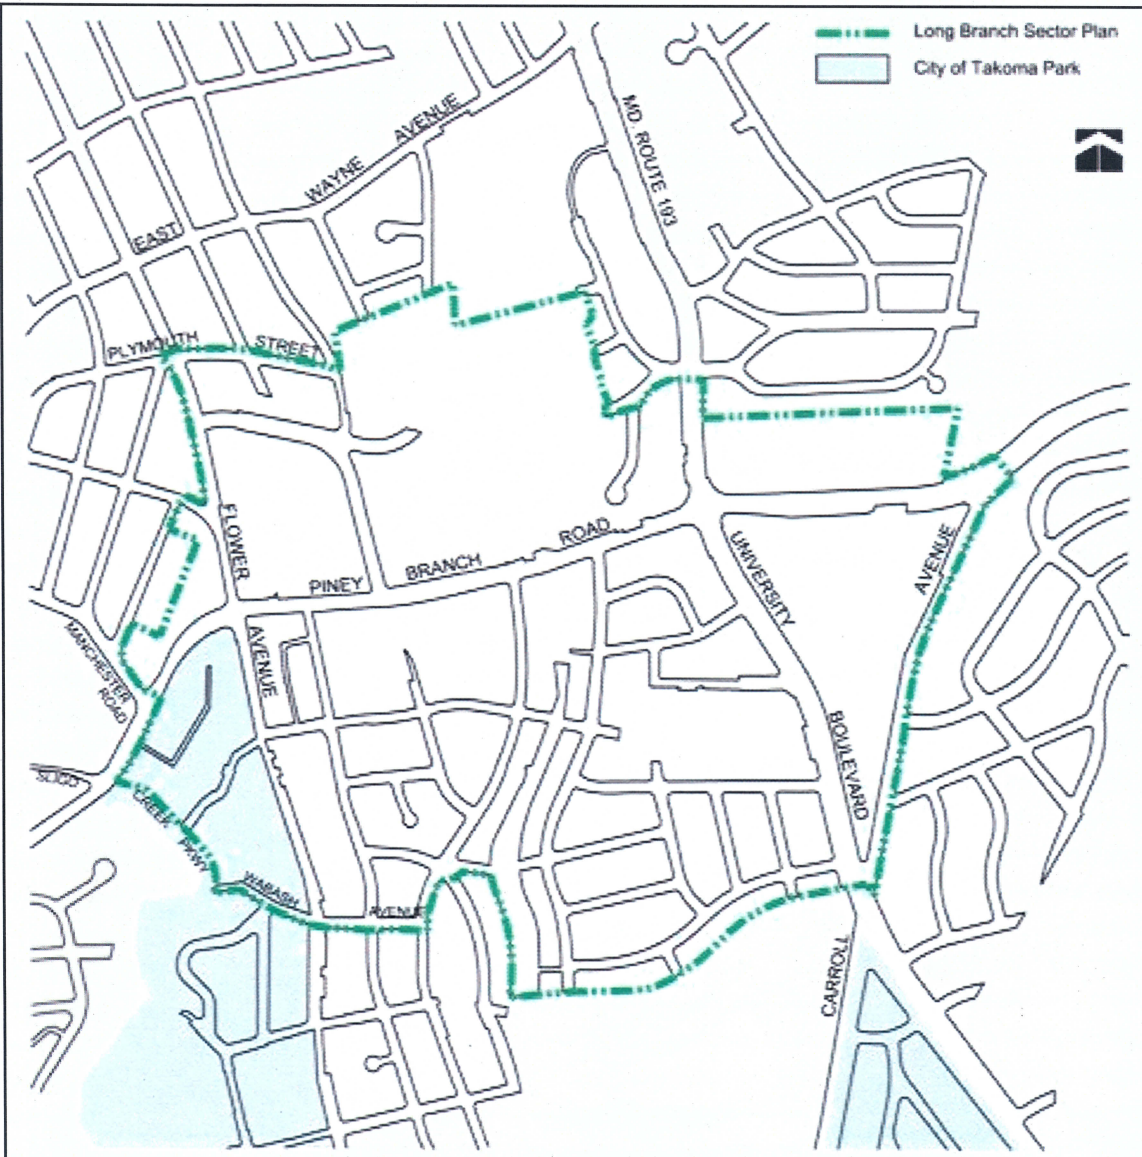 Long Branch Sector Plan
City of Takoma Park
MD. ROUTE 193
WAYNE AVENUE
EAST
PLYMOUTH STREET
FLOWER
AVENUE
PINEY BRANCH ROAD
UNIVERSITY
BOULEVARD
AVENUE
MANCHESTER
ROAD
SLIGO
CREEK PKWY
WABASH AVENUE
CARROLL